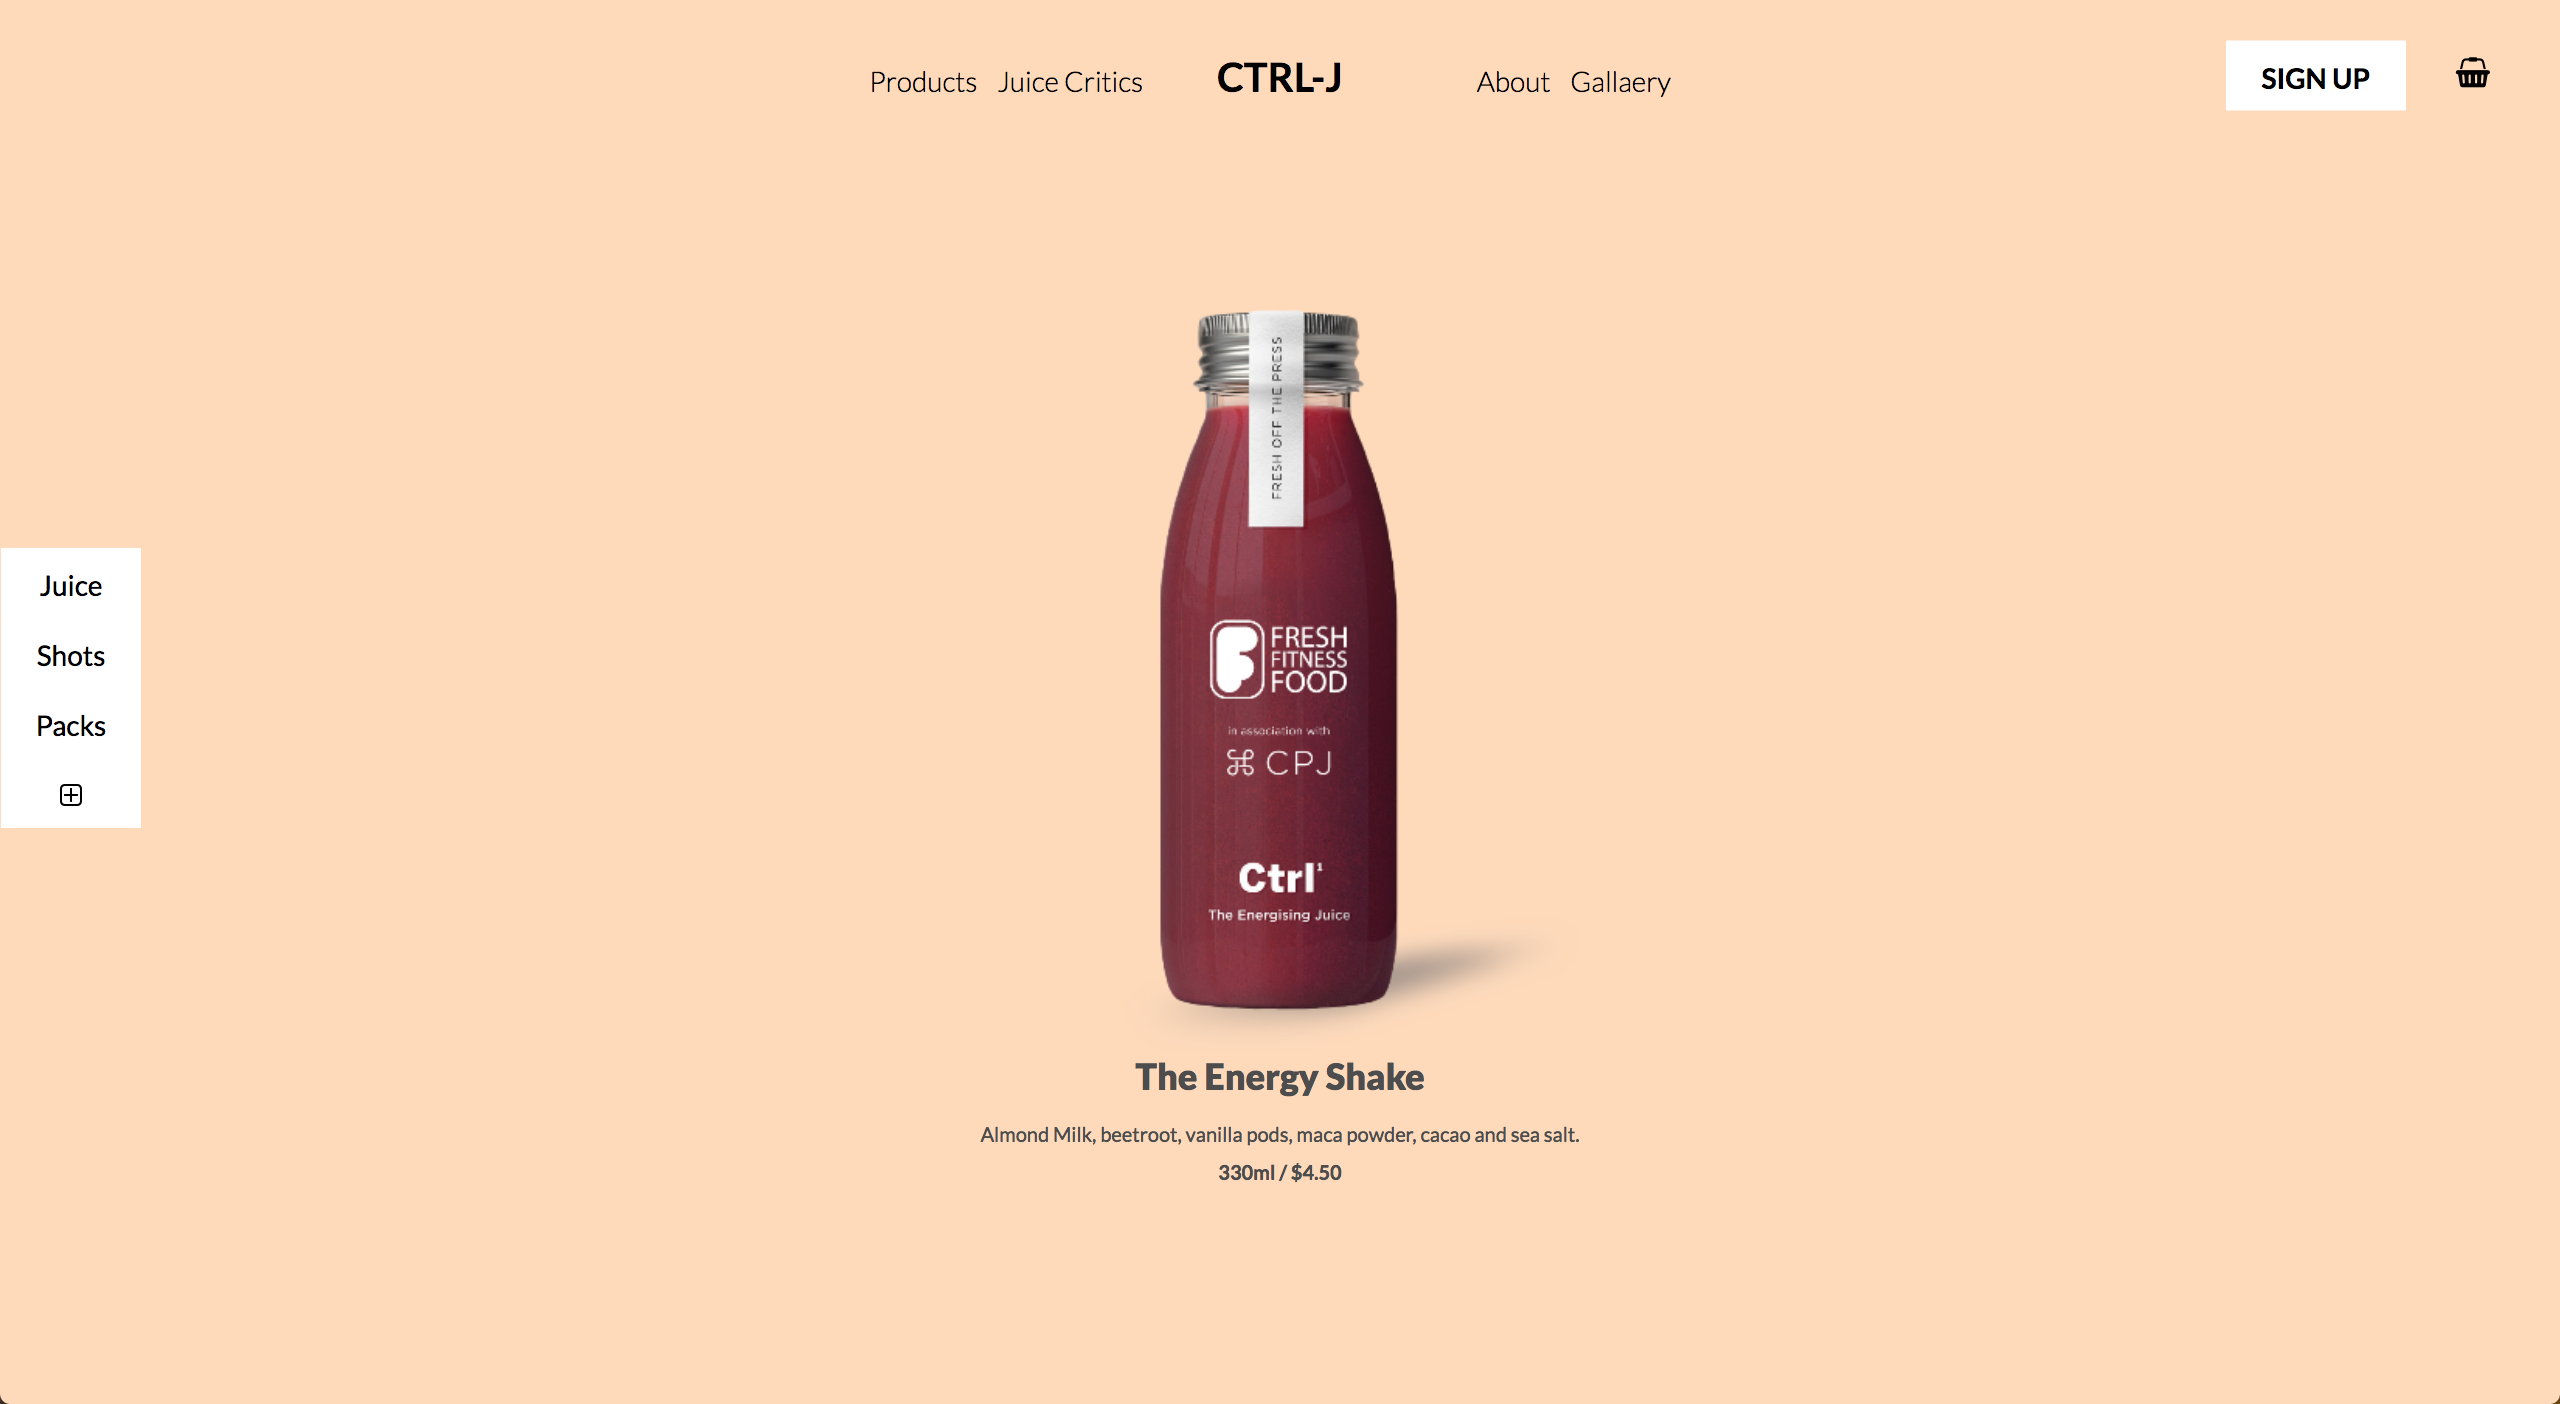 Products Juice Critics CTRL-J About Gallaery SIGN UP
FRESH OFF THE PRESS
Juice
Shots
Packs
FRESH
FITNESS
FOOD
in association with
⌘ CPJ
Ctrl¹
The Energising Juice
The Energy Shake
Almond Milk, beetroot, vanilla pods, maca powder, cacao and sea salt.
330ml / $4.50